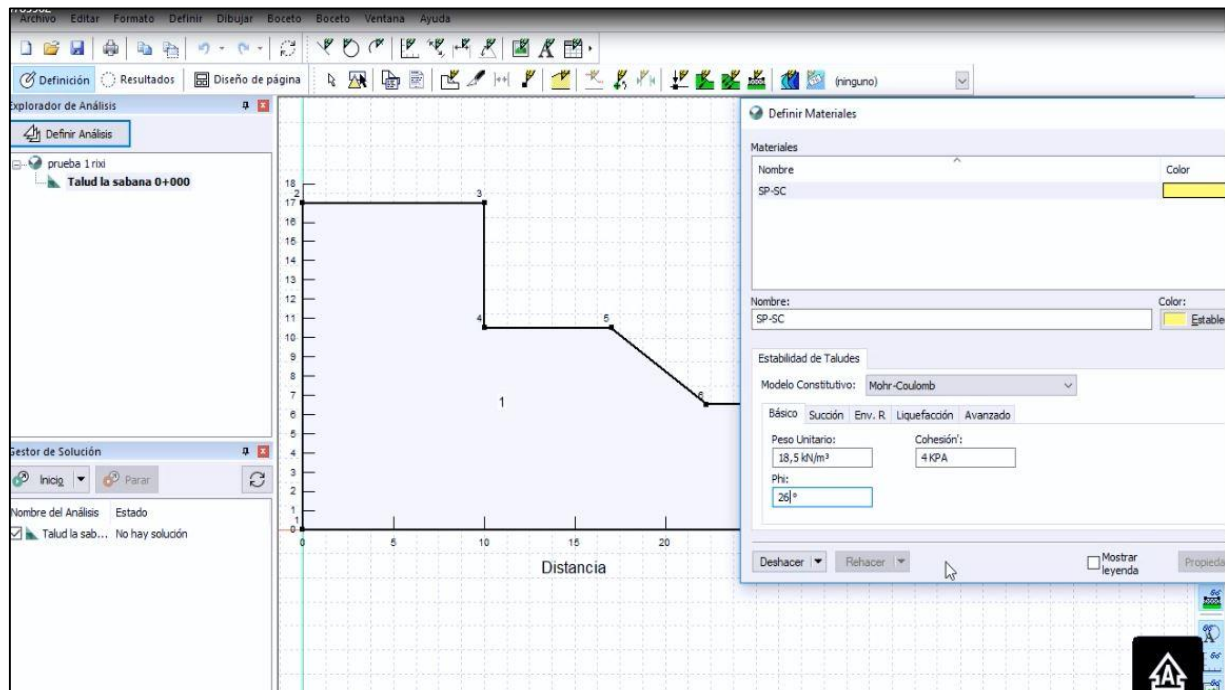 Archivo Editar Formato Definir Dibujar Boceto Boceto Ventana Ayuda
Definición Resultados Diseño de página (ninguno)
Explorador de Análisis
Definir Análisis
prueba 1 rixi
Talud la sabana 0+000
Gestor de Solución
Inicio Parar
Nombre del Análisis Estado
Talud la sab... No hay solución
18
17
16
15
14
13
12
11
10
9
8
7
6
5
4
3
2
1
0
2
3
4
5
6
1
1
0 5 10 15 20
Distancia
Definir Materiales
Materiales
Nombre Color
SP-SC
Nombre: Color:
SP-SC Establec
Estabilidad de Taludes
Modelo Constitutivo: Mohr-Coulomb
Básico Succión Env. R Liquefacción Avanzado
Peso Unitario: Cohesión':
18,5 kN/m³ 4 KPA
Phi:
26 °
Deshacer Rehacer Mostrar leyenda Propieda